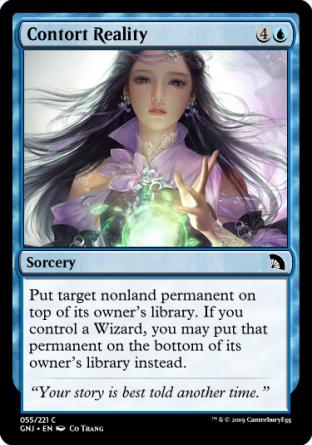 Contort Reality 4
Sorcery
Put target nonland permanent on
top of its owner's library. If you
control a Wizard, you may put that
permanent on the bottom of its
owner's library instead.
"Your story is best told another time."
055/221 C
GNJ • EN Co Trang
™ & © 2019 CanterburyEgg